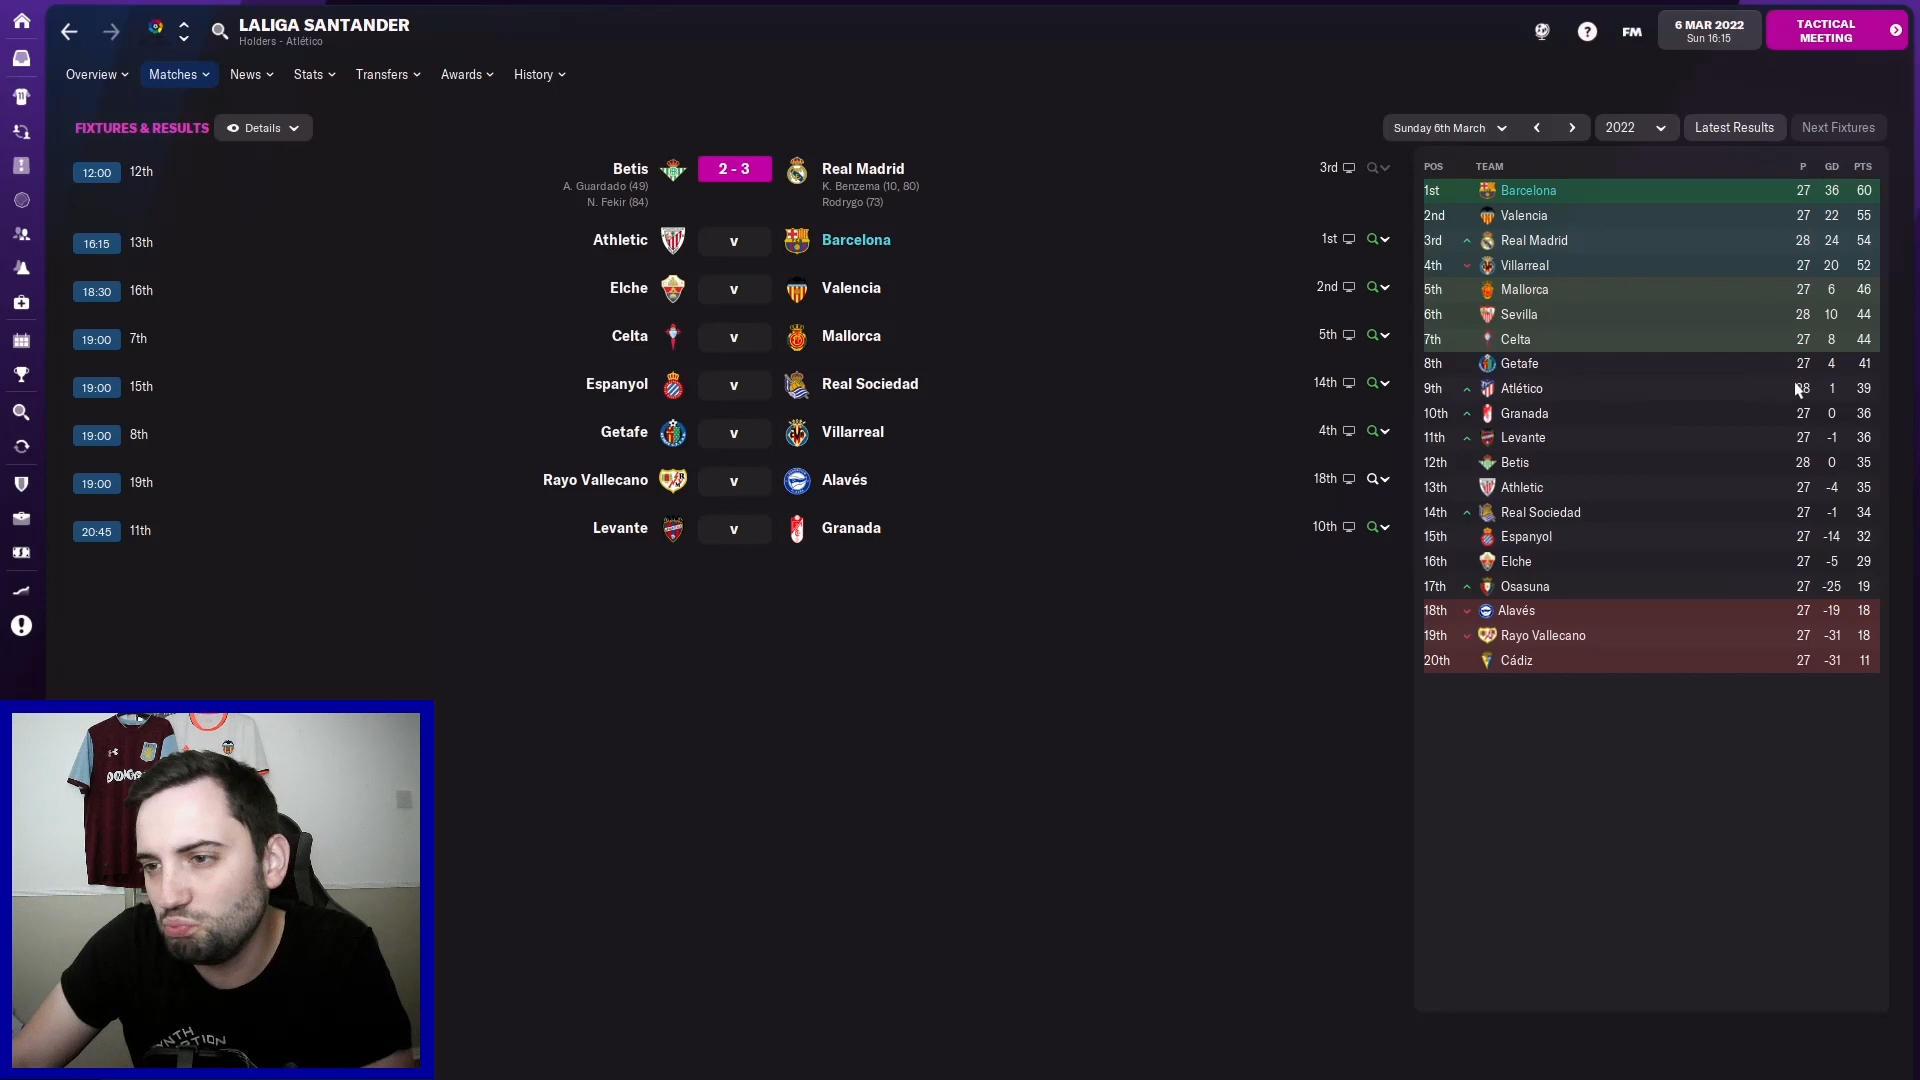 LALIGA SANTANDER
Holders - Atlético
6 MAR 2022
Sun 16:15
TACTICAL
MEETING
FM
Overview Matches News Stats Transfers Awards History
FIXTURES & RESULTS Details
Sunday 6th March 2022 Latest Results Next Fixtures
12:00 12th Betis 2 - 3 Real Madrid 3rd
A. Guardado (49) K. Benzema (10, 80)
N. Fekir (84) Rodrygo (73)
16:15 13th Athletic v Barcelona 1st
18:30 16th Elche v Valencia 2nd
19:00 7th Celta v Mallorca 5th
19:00 15th Espanyol v Real Sociedad 14th
19:00 8th Getafe v Villarreal 4th
19:00 19th Rayo Vallecano v Alavés 18th
20:45 11th Levante v Granada 10th
POS TEAM P GD PTS
1st Barcelona 27 36 60
2nd Valencia 27 22 55
3rd Real Madrid 28 24 54
4th Villarreal 27 20 52
5th Mallorca 27 6 46
6th Sevilla 28 10 44
7th Celta 27 8 44
8th Getafe 27 4 41
9th Atlético 28 1 39
10th Granada 27 0 36
11th Levante 27 -1 36
12th Betis 28 0 35
13th Athletic 27 -4 35
14th Real Sociedad 27 -1 34
15th Espanyol 27 -14 32
16th Elche 27 -5 29
17th Osasuna 27 -25 19
18th Alavés 27 -19 18
19th Rayo Vallecano 27 -31 18
20th Cádiz 27 -31 11